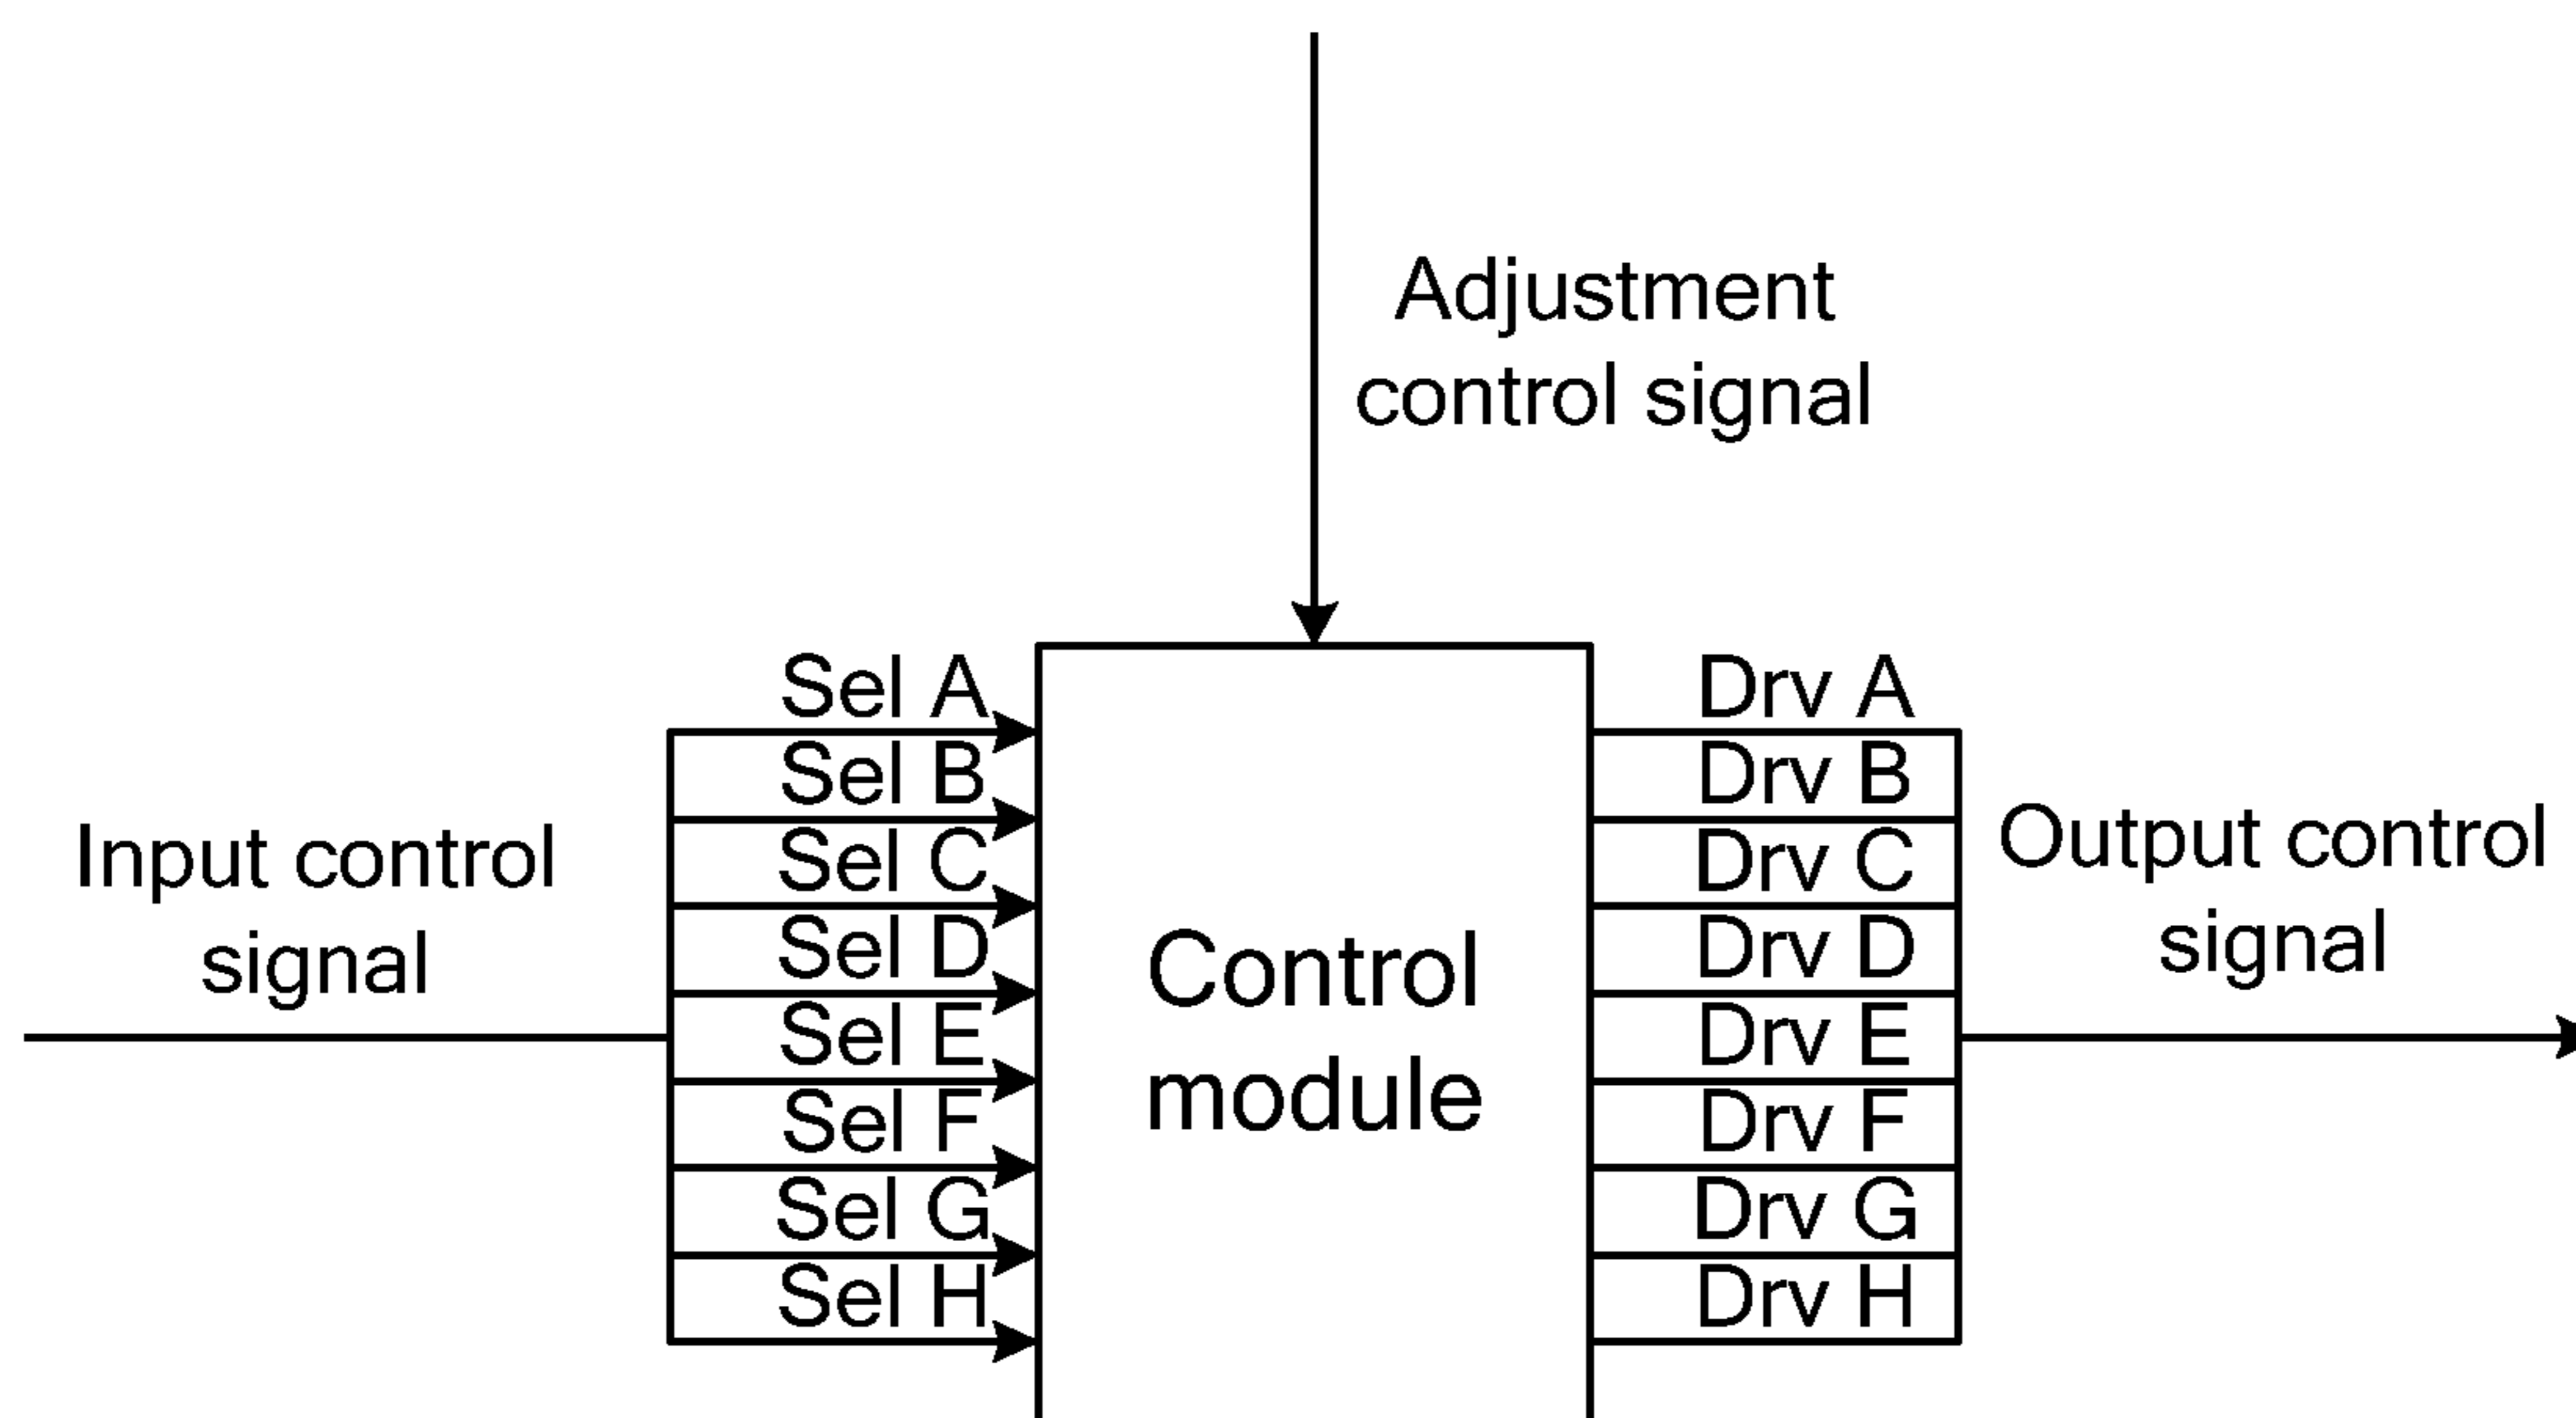 Adjustment
control signal
Input control
signal
Sel A
Sel B
Sel C
Sel D
Sel E
Sel F
Sel G
Sel H
Control
module
Drv A
Drv B
Drv C
Drv D
Drv E
Drv F
Drv G
Drv H
Output control
signal